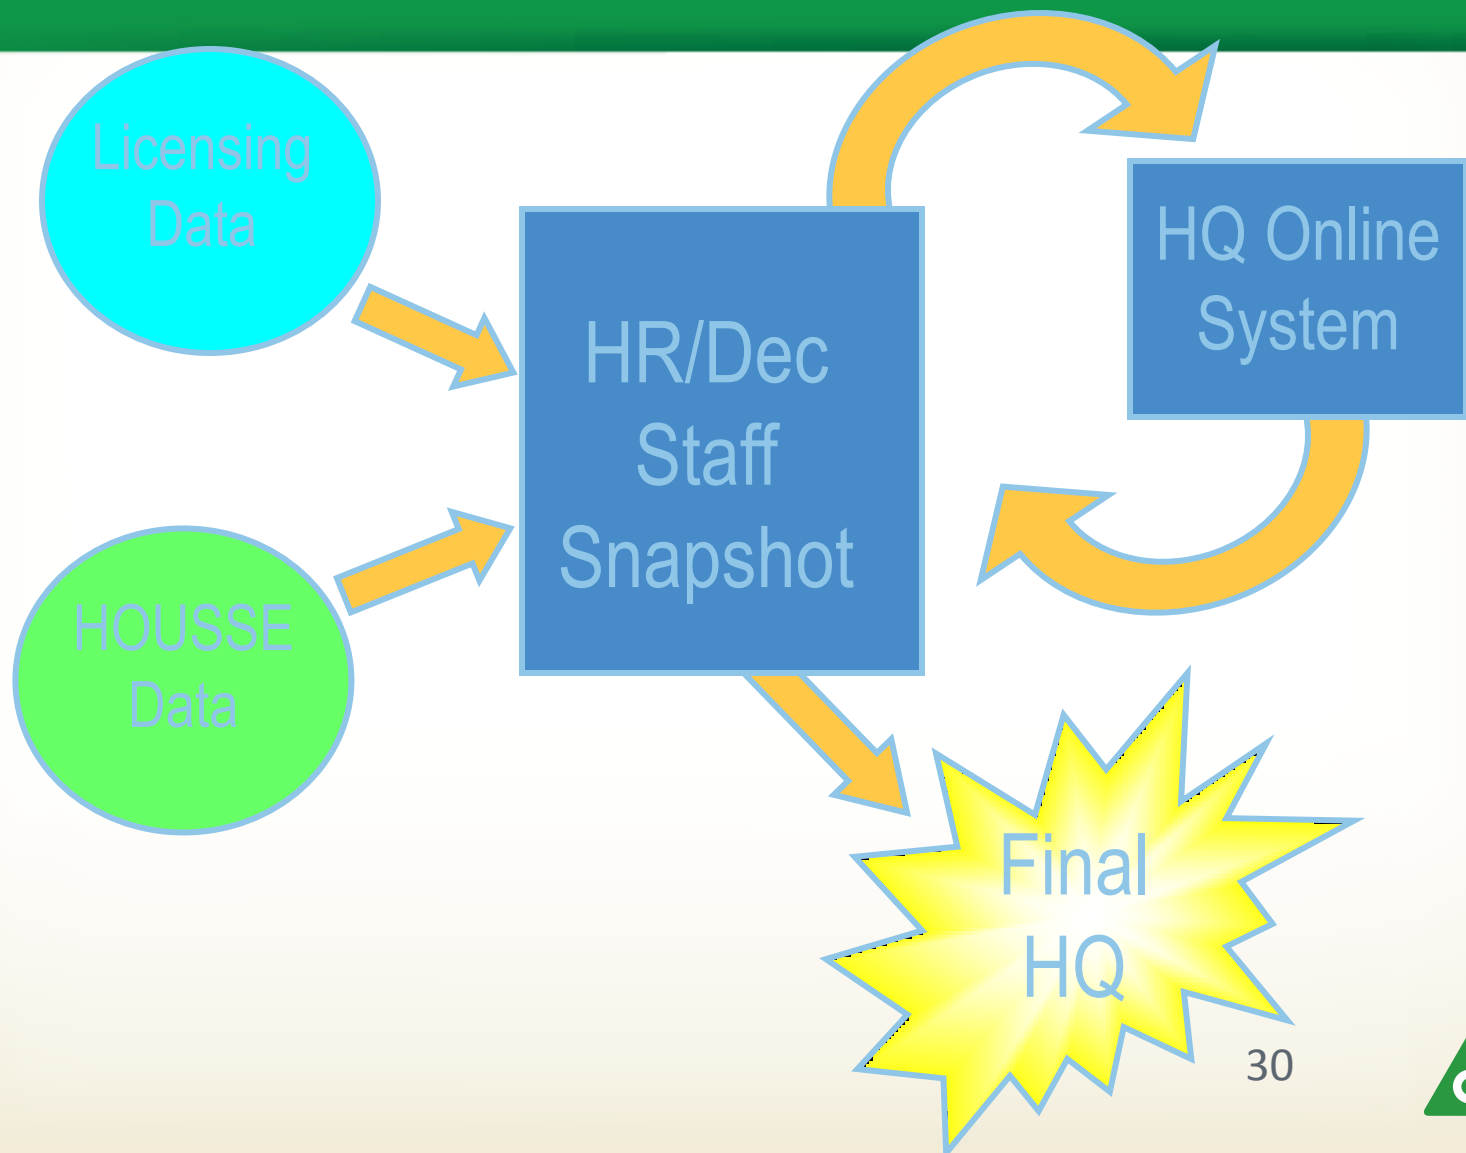 Licensing
Data
HQ Online
System
HR/Dec
Staff
Snapshot
HOUSSE
Data
Final
HQ
30